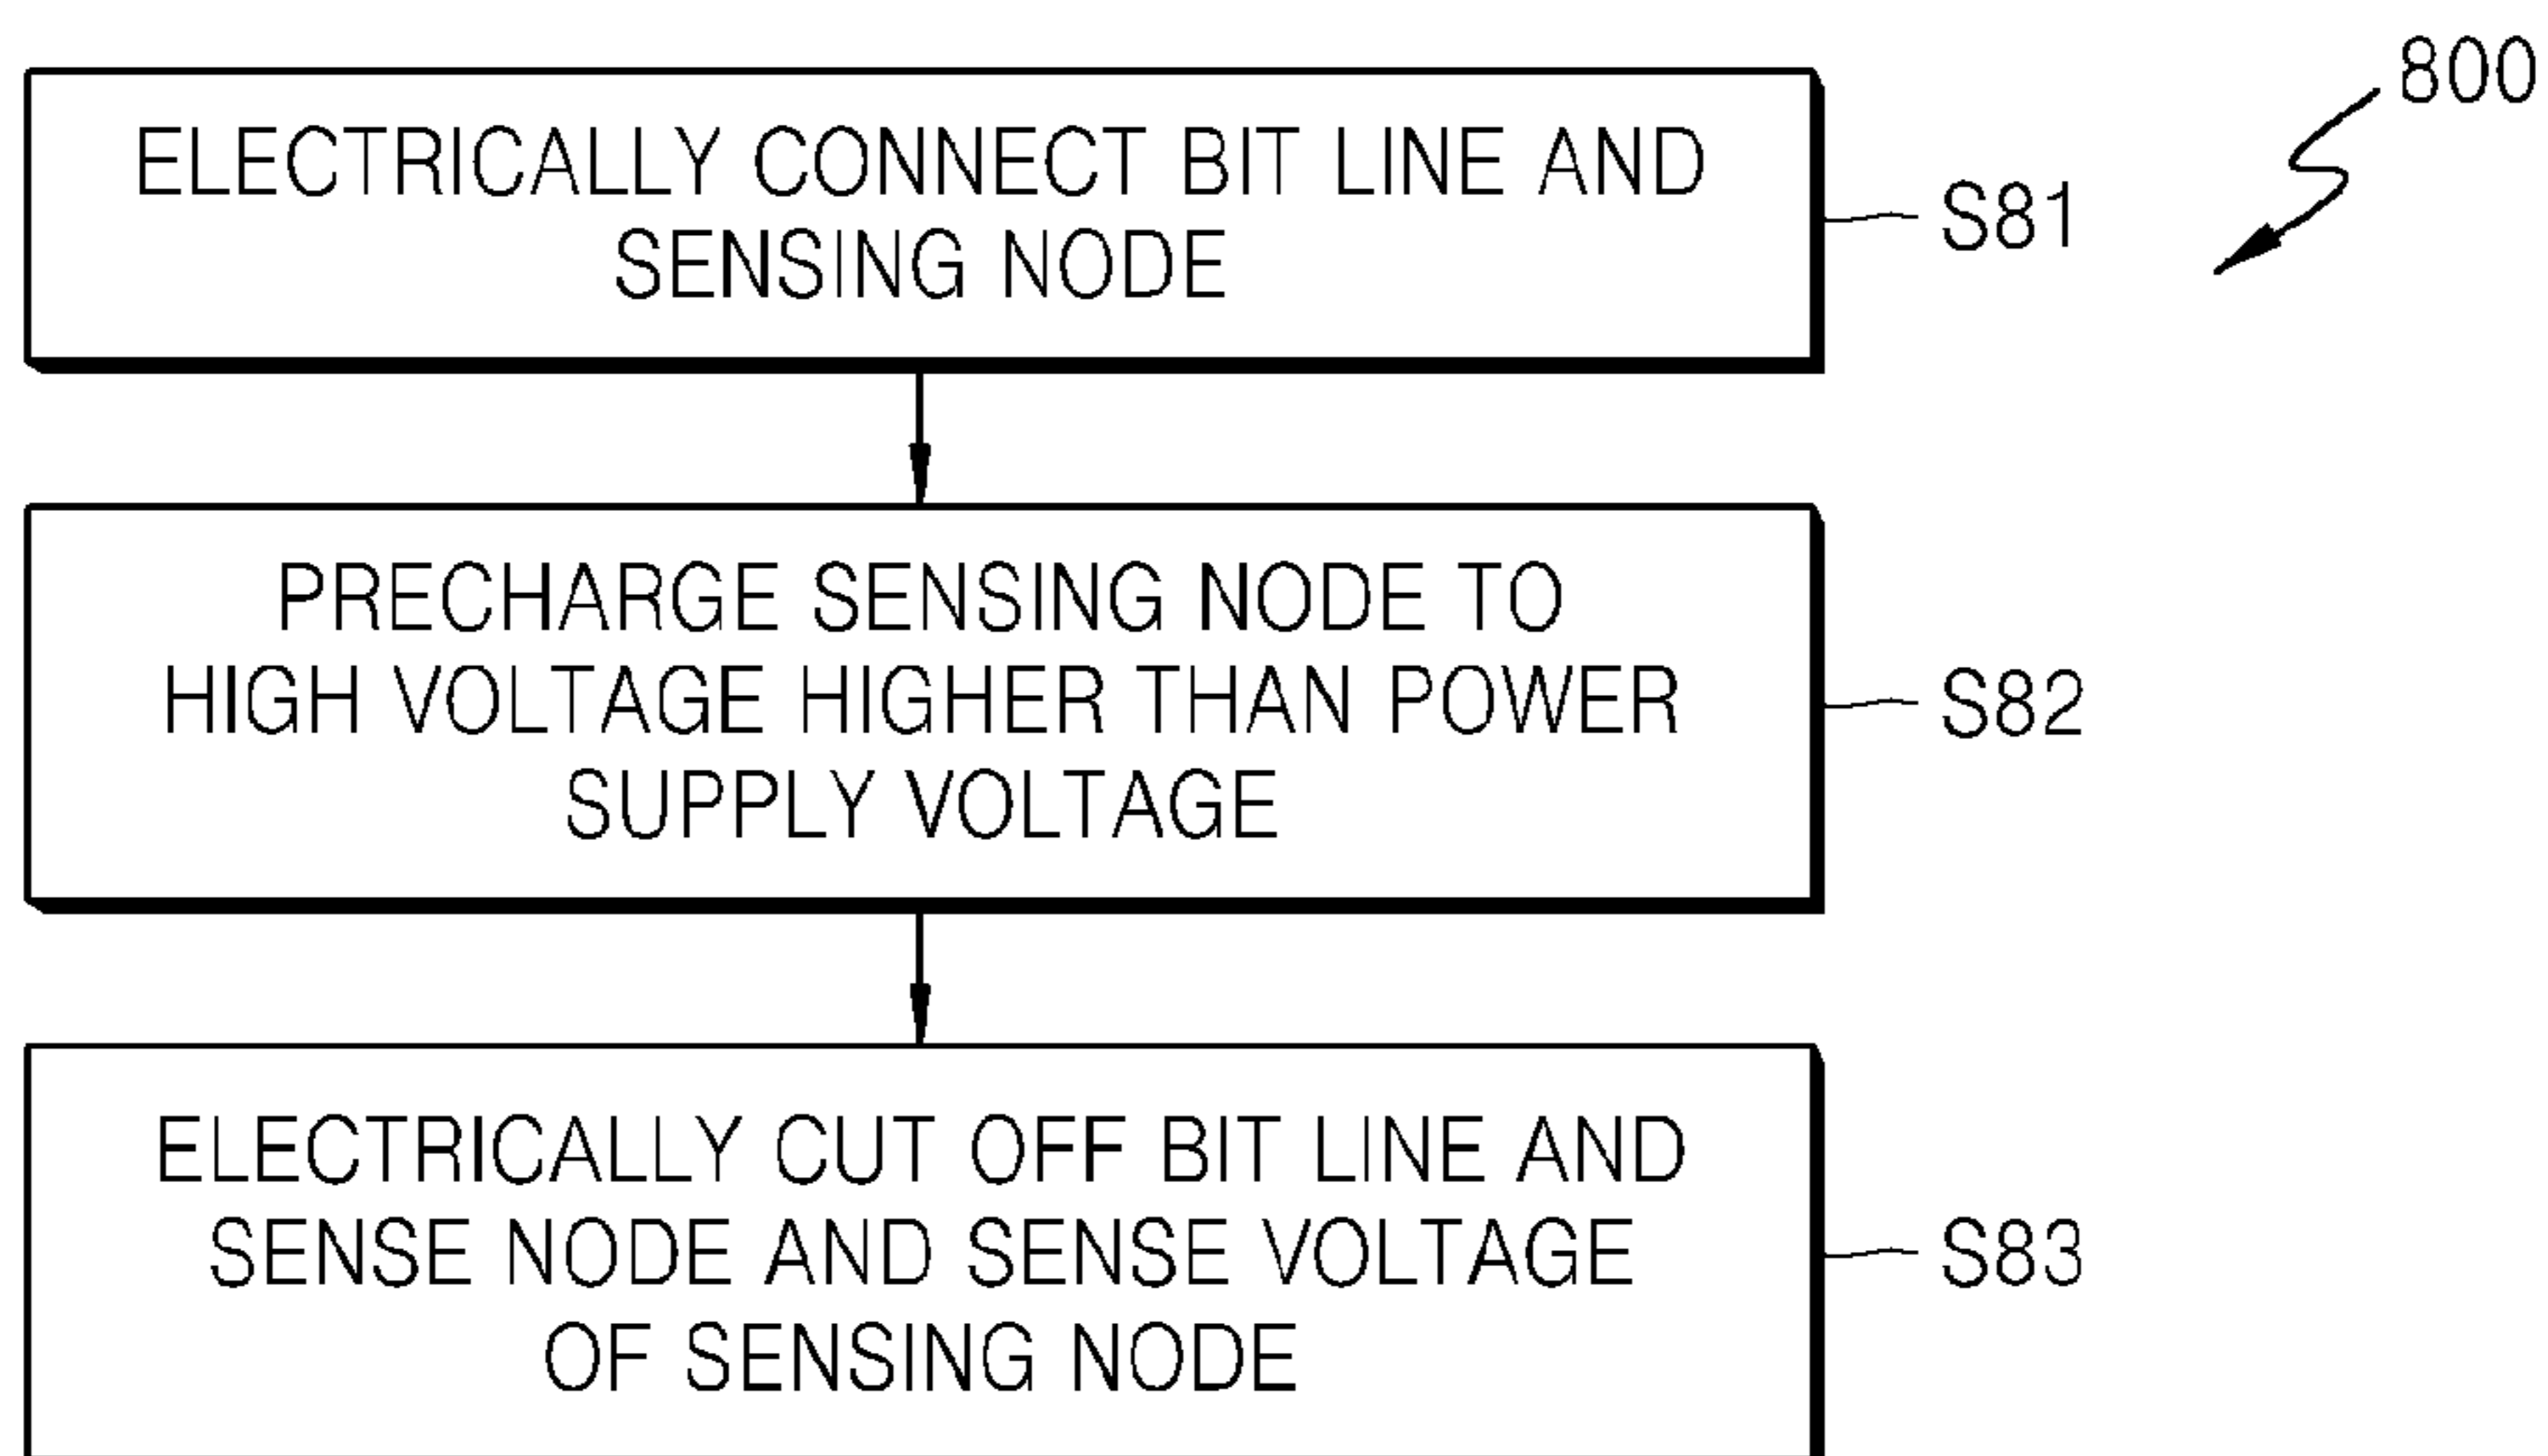 800
ELECTRICALLY CONNECT BIT LINE AND
SENSING NODE
S81
PRECHARGE SENSING NODE TO
HIGH VOLTAGE HIGHER THAN POWER
SUPPLY VOLTAGE
S82
ELECTRICALLY CUT OFF BIT LINE AND
SENSE NODE AND SENSE VOLTAGE
OF SENSING NODE
S83